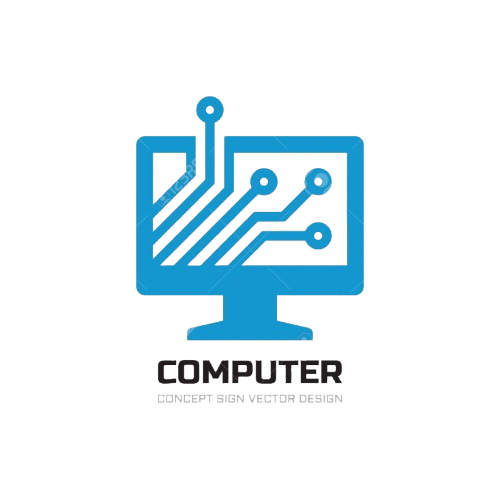 COMPUTER
CONCEPT SIGN VECTOR DESIGN